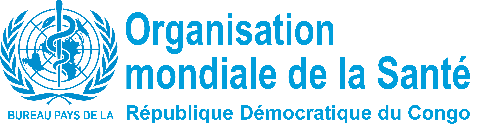 Organisation
mondiale de la Santé
BUREAU PAYS DE LA République Démocratique du Congo